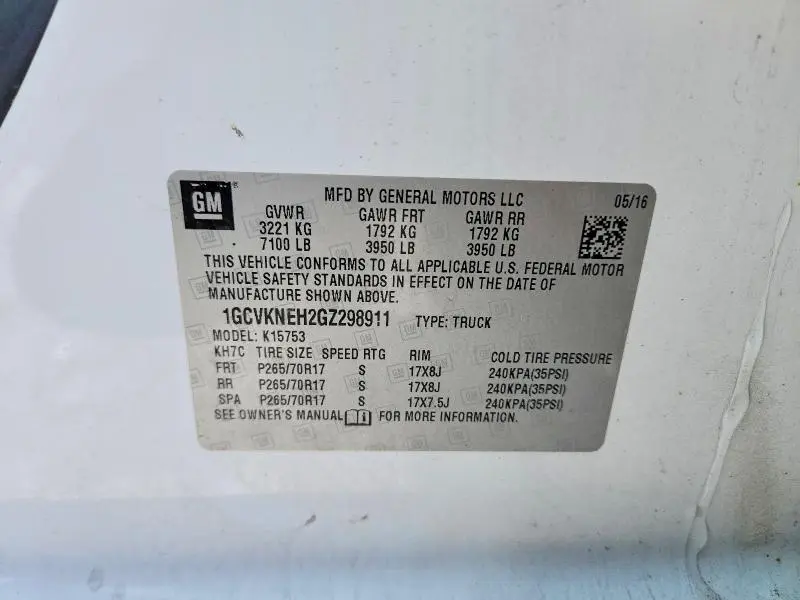 GM MFD BY GENERAL MOTORS LLC 05/16
GVWR GAWR FRT GAWR RR
3221 KG 1792 KG 1792 KG
7100 LB 3950 LB 3950 LB
THIS VEHICLE CONFORMS TO ALL APPLICABLE U.S. FEDERAL MOTOR
VEHICLE SAFETY STANDARDS IN EFFECT ON THE DATE OF
MANUFACTURE SHOWN ABOVE.
1GCVKNEH2GZ298911 TYPE: TRUCK
MODEL: K15753
KH7C TIRE SIZE SPEED RTG RIM COLD TIRE PRESSURE
FRT P265/70R17 S 17X8J 240KPA(35PSI)
RR P265/70R17 S 17X8J 240KPA(35PSI)
SPA P265/70R17 S 17X7.5J 240KPA(35PSI)
SEE OWNER'S MANUAL FOR MORE INFORMATION.